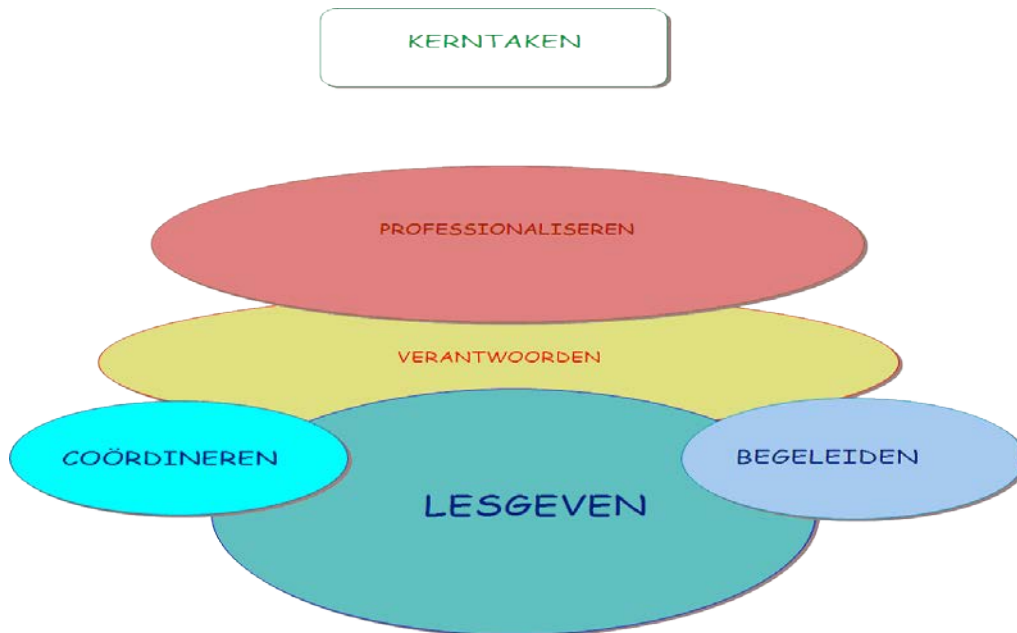 KERNTAKEN
PROFESSIONALISEREN
VERANTWOORDEN
COÖRDINEREN
BEGELEIDEN
LESGEVEN